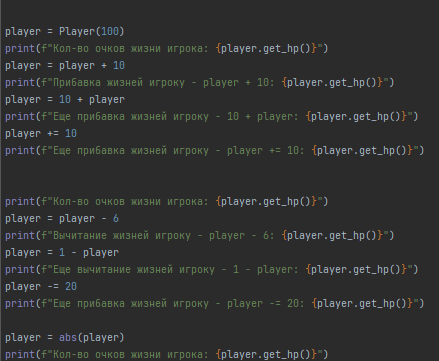 player = Player(100)
print(f"Кол-во очков жизни игрока: {player.get_hp()}")
player = player + 10
print(f"Прибавка жизней игроку - player + 10: {player.get_hp()}")
player = 10 + player
print(f"Еще прибавка жизней игроку - 10 + player: {player.get_hp()}")
player += 10
print(f"Еще прибавка жизней игроку - player += 10: {player.get_hp()}")
print(f"Кол-во очков жизни игрока: {player.get_hp()}")
player = player - 6
print(f"Вычитание жизней игроку - player - 6: {player.get_hp()}")
player = 1 - player
print(f"Еще вычитание жизней игроку - 1 - player: {player.get_hp()}")
player -= 20
print(f"Еще прибавка жизней игроку - player -= 20: {player.get_hp()}")
player = abs(player)
print(f"Кол-во очков жизни игрока: {player.get_hp()}")